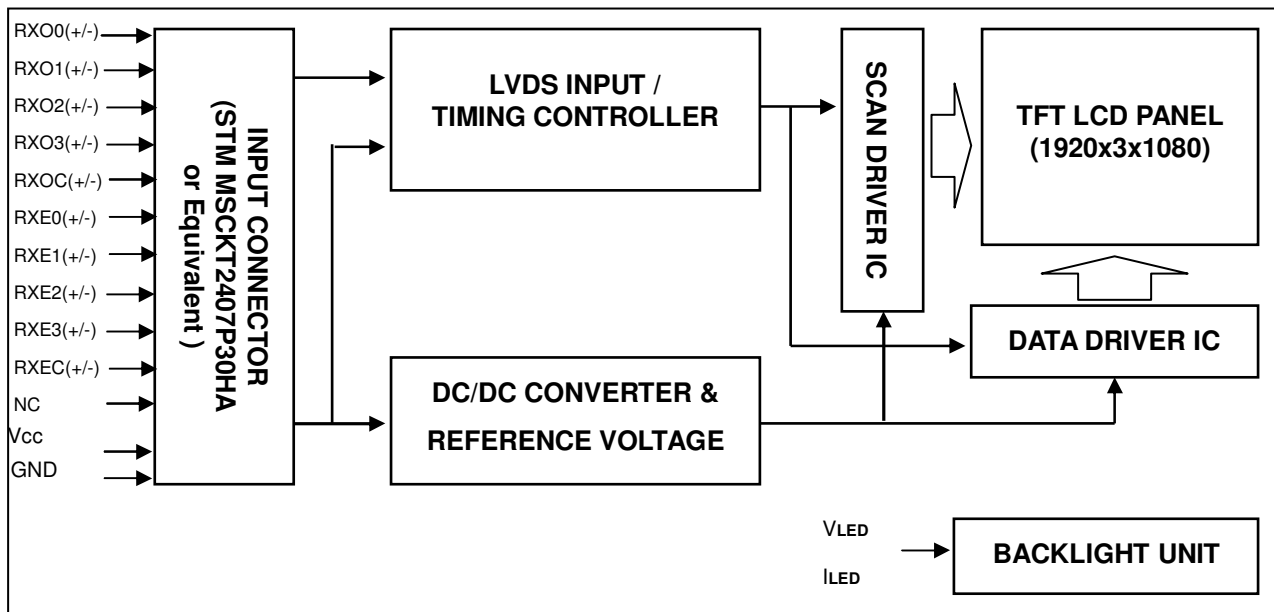 RXO0(+/-)
RXO1(+/-)
RXO2(+/-)
RXO3(+/-)
RXOC(+/-)
RXE0(+/-)
RXE1(+/-)
RXE2(+/-)
RXE3(+/-)
RXEC(+/-)
NC
Vcc
GND
INPUT CONNECTOR
(STM MSCKT2407P30HA
or Equivalent )
LVDS INPUT /
TIMING CONTROLLER
DC/DC CONVERTER &
REFERENCE VOLTAGE
SCAN DRIVER IC
TFT LCD PANEL
(1920x3x1080)
DATA DRIVER IC
VLED
ILED
BACKLIGHT UNIT